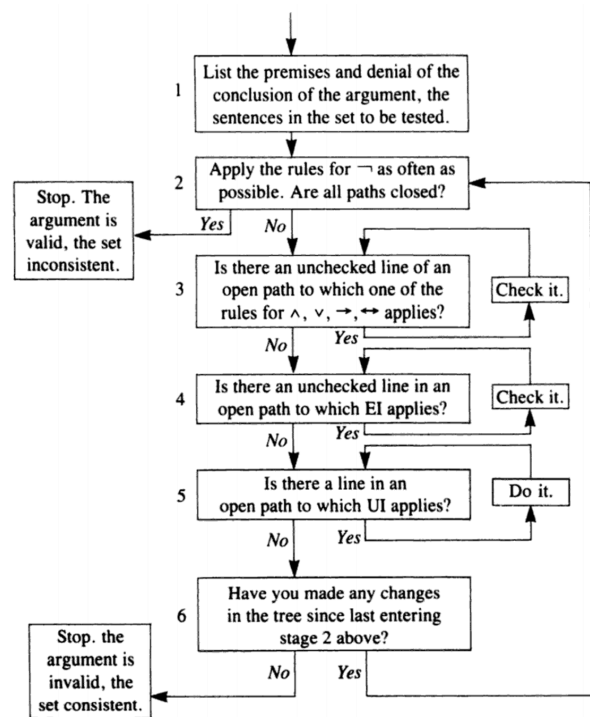 1
List the premises and denial of the
conclusion of the argument, the
sentences in the set to be tested.
2
Apply the rules for ¬ as often as
possible. Are all paths closed?
Yes
No
Stop. The
argument is
valid, the set
inconsistent.
3
Is there an unchecked line of an
open path to which one of the
rules for ∧, ∨, →, ↔ applies?
No
Yes
Check it.
4
Is there an unchecked line in an
open path to which EI applies?
No
Yes
Check it.
5
Is there a line in an
open path to which UI applies?
No
Yes
Do it.
6
Have you made any changes
in the tree since last entering
stage 2 above?
No
Yes
Stop. the
argument is
invalid, the
set consistent.